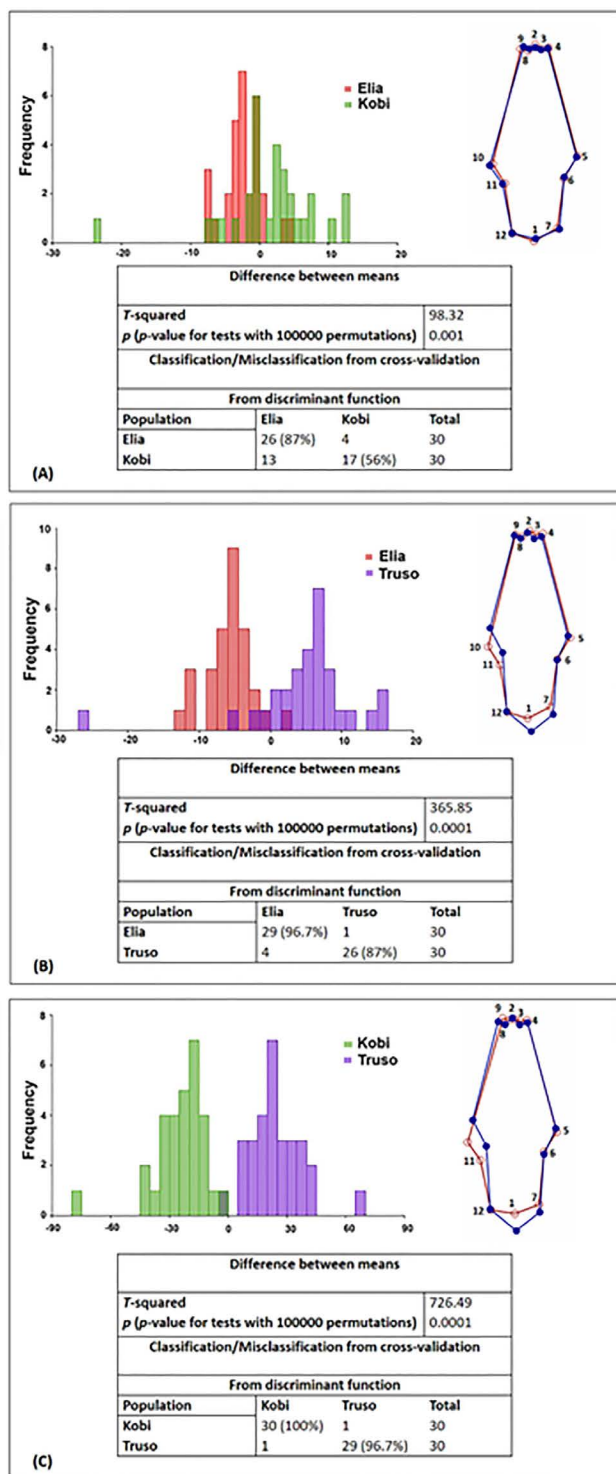 8
6
4
2
0
Frequency
-20
-10
0
10
20
Elia
Kobi
9 2 3 4
8
10
5
11
6
12 1 7
Difference between means
T-squared 98.32
p (p-value for tests with 100000 permutations) 0.001
Classification/Misclassification from cross-validation
From discriminant function
Population Elia Kobi Total
Elia 26 (87%) 4 30
Kobi 13 17 (56%) 30
(A)
10
8
6
4
2
0
Frequency
-30
-20
-10
0
10
20
Elia
Truso
9 2 3 4
8
10
5
11
6
12 1 7
Difference between means
T-squared 365.85
p (p-value for tests with 100000 permutations) 0.0001
Classification/Misclassification from cross-validation
From discriminant function
Population Elia Truso Total
Elia 29 (96.7%) 1 30
Truso 4 26 (87%) 30
(B)
8
6
4
2
0
Frequency
-90
-60
-30
0
30
60
90
Kobi
Truso
9 2 3 4
8
5
11
6
12 1 7
Difference between means
T-squared 726.49
p (p-value for tests with 100000 permutations) 0.0001
Classification/Misclassification from cross-validation
From discriminant function
Population Kobi Truso Total
Kobi 30 (100%) 1 30
Truso 1 29 (96.7%) 30
(C)